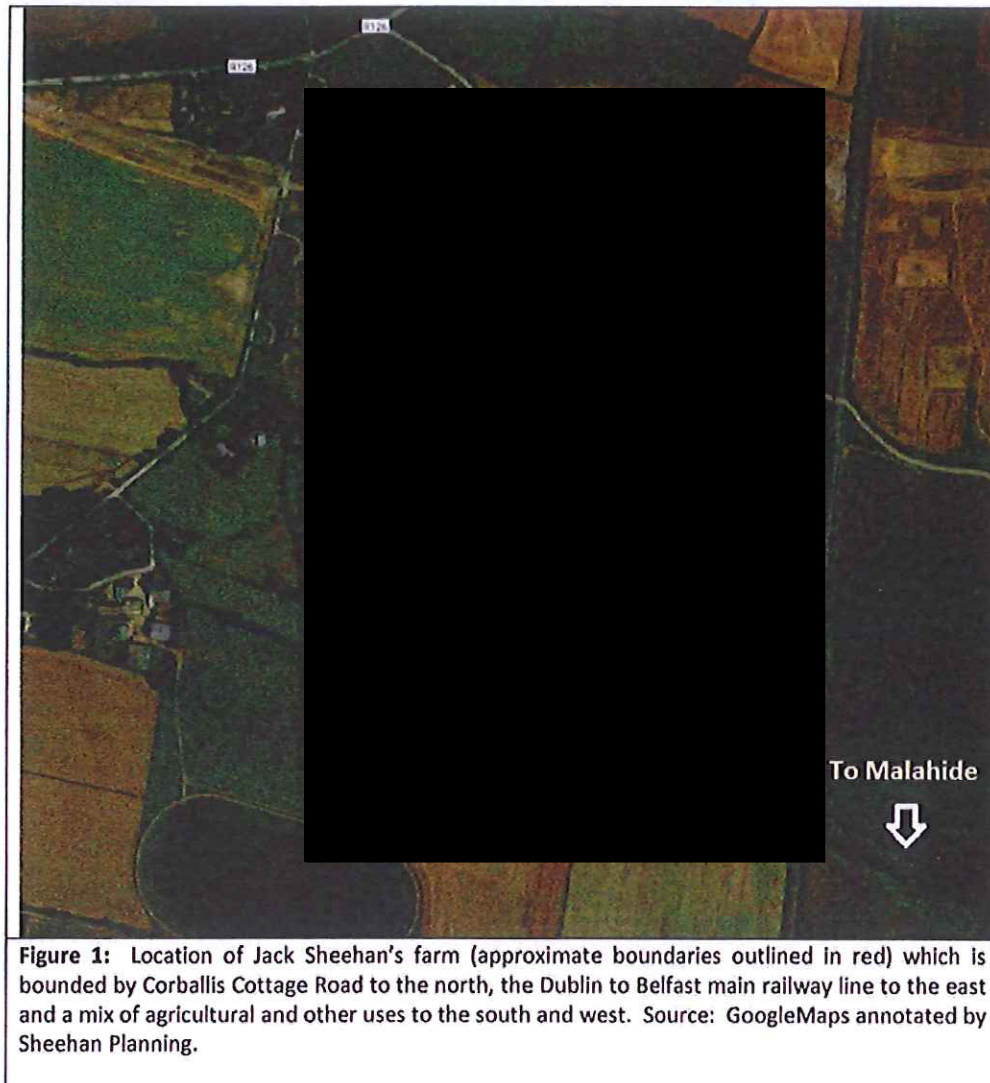 R126
R126
To Malahide
Figure 1: Location of Jack Sheehan's farm (approximate boundaries outlined in red) which is
bounded by Corballis Cottage Road to the north, the Dublin to Belfast main railway line to the east
and a mix of agricultural and other uses to the south and west. Source: GoogleMaps annotated by
Sheehan Planning.